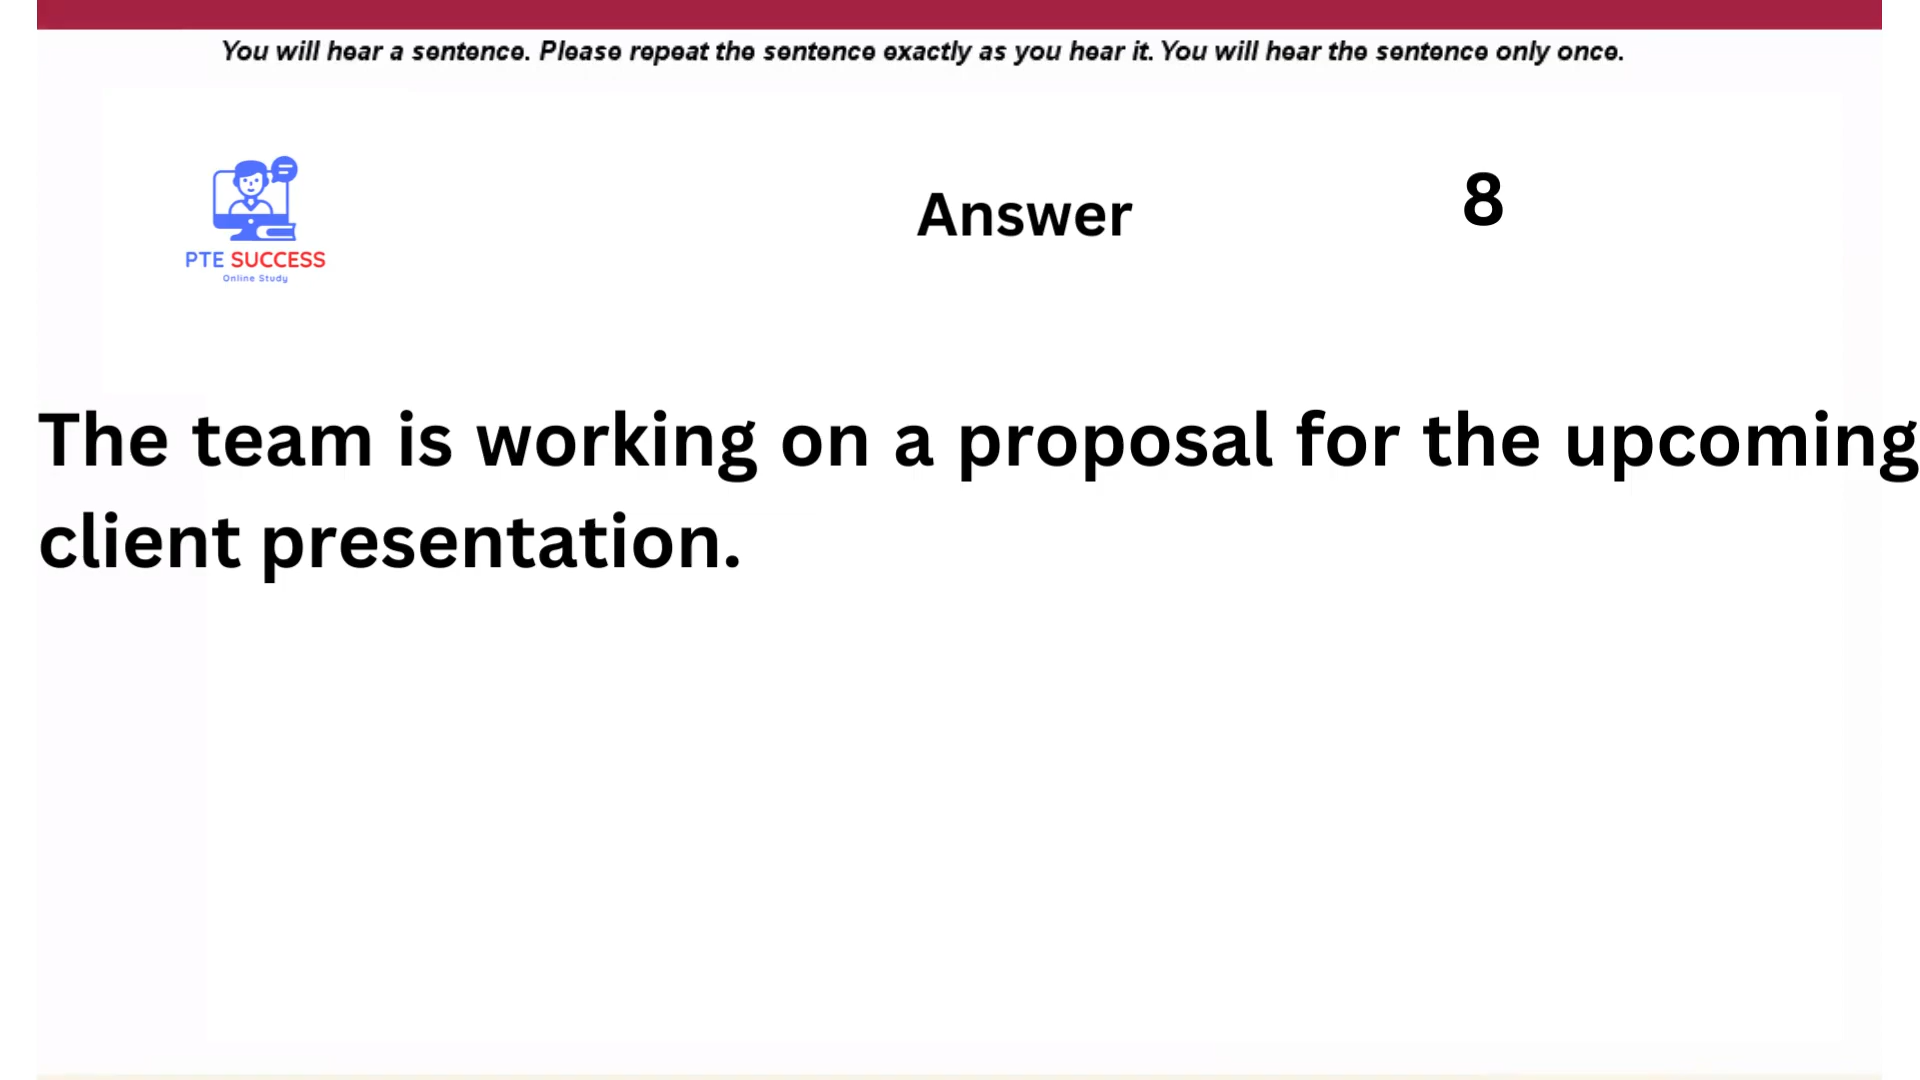 You will hear a sentence. Please repeat the sentence exactly as you hear it. You will hear the sentence only once.
Answer
8
PTE SUCCESS
Online Study
The team is working on a proposal for the upcoming
client presentation.